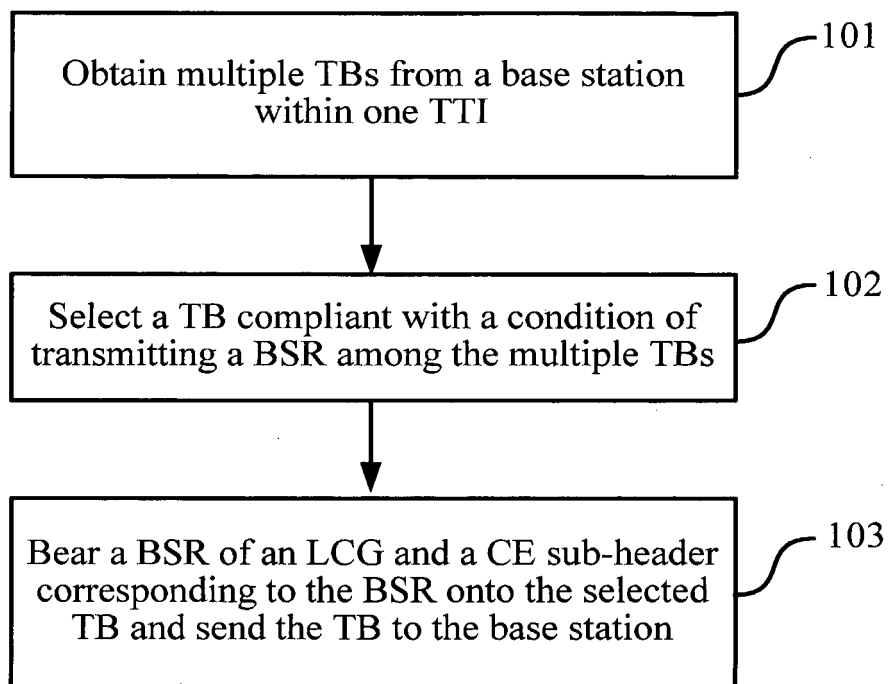 Obtain multiple TBs from a base station
within one TTI
101
Select a TB compliant with a condition of
transmitting a BSR among the multiple TBs
102
Bear a BSR of an LCG and a CE sub-header
corresponding to the BSR onto the selected
TB and send the TB to the base station
103